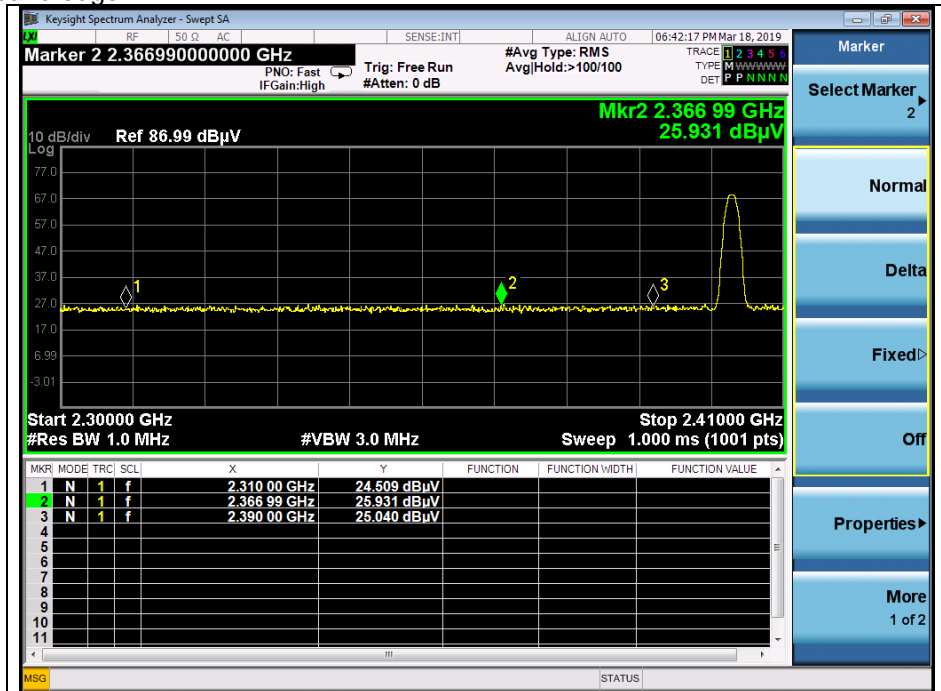 Keysight Spectrum Analyzer - Swept SA
LXI RF 50 Ω AC SENSE:INT ALIGN AUTO 06:42:17 PM Mar 18, 2019
Marker 2 2.366990000000 GHz
PNO: Fast
IFGain:High
Trig: Free Run
#Atten: 0 dB
#Avg Type: RMS
Avg|Hold:>100/100
TRACE 1 2 3 4 5 6
TYPE M W W W W W
DET P P N N N N
Mkr2 2.366 99 GHz
25.931 dBµV
10 dB/div Ref 86.99 dBµV
Log
77.0
67.0
57.0
47.0
37.0
27.0
17.0
6.99
-3.01
1
2
3
Start 2.30000 GHz Stop 2.41000 GHz
#Res BW 1.0 MHz #VBW 3.0 MHz Sweep 1.000 ms (1001 pts)
MKR MODE TRC SCL X Y FUNCTION FUNCTION WIDTH FUNCTION VALUE
1 N 1 f 2.310 00 GHz 24.509 dBµV
2 N 1 f 2.366 99 GHz 25.931 dBµV
3 N 1 f 2.390 00 GHz 25.040 dBµV
4
5
6
7
8
9
10
11
MSG STATUS
Marker
Select Marker
2
Normal
Delta
Fixed
Off
Properties
More
1 of 2